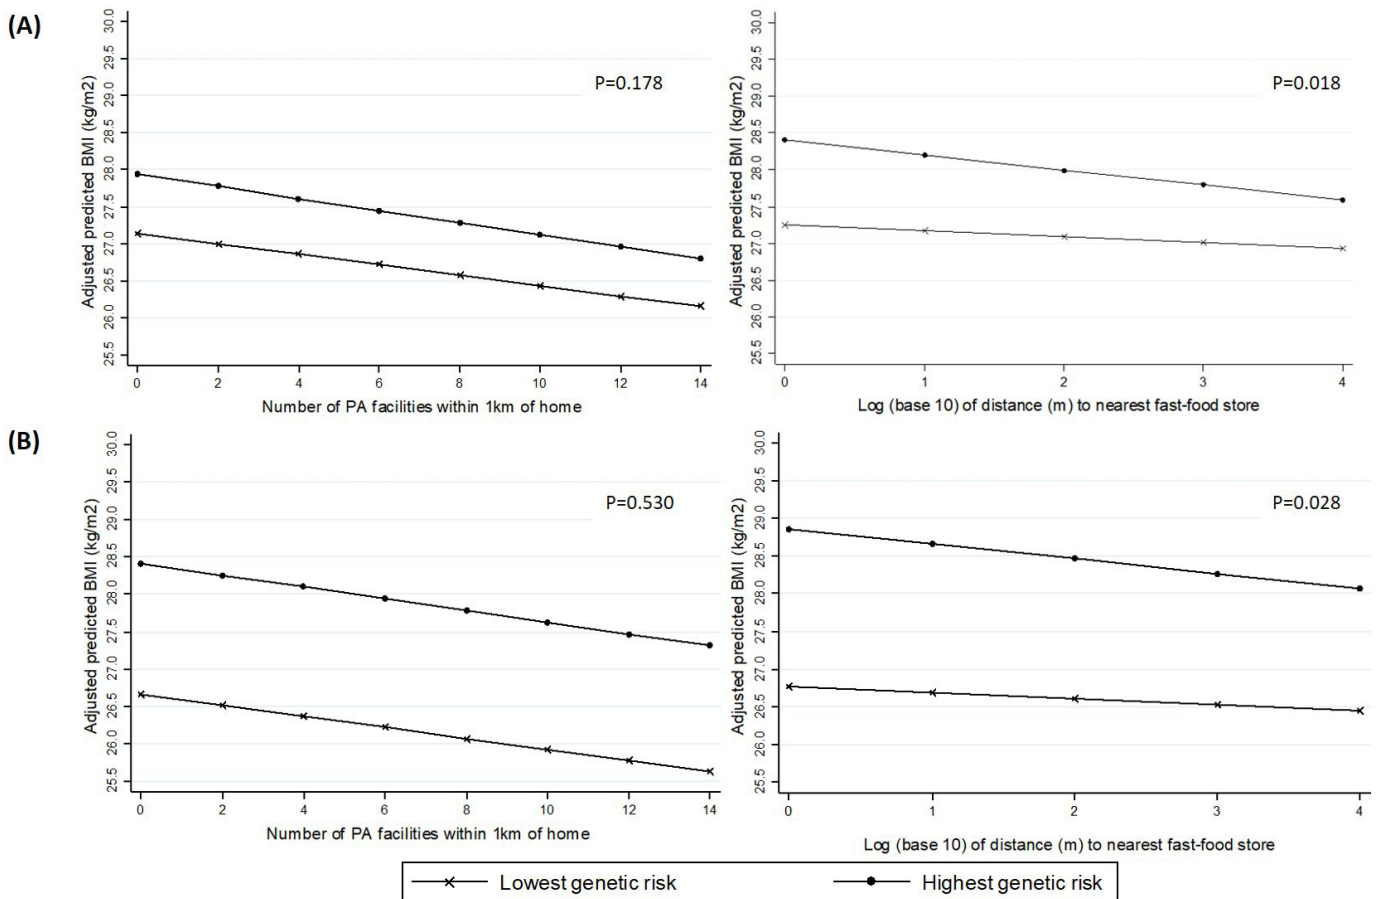 (A)
Adjusted predicted BMI (kg/m2)
30.0
29.5
29.0
28.5
28.0
27.5
27.0
26.5
26.0
25.5
P=0.178
0 2 4 6 8 10 12 14
Number of PA facilities within 1km of home
Adjusted predicted BMI (kg/m2)
30.0
29.5
29.0
28.5
28.0
27.5
27.0
26.5
26.0
25.5
P=0.018
0 1 2 3 4
Log (base 10) of distance (m) to nearest fast-food store
(B)
Adjusted predicted BMI (kg/m2)
30.0
29.5
29.0
28.5
28.0
27.5
27.0
26.5
26.0
25.5
P=0.530
0 2 4 6 8 10 12 14
Number of PA facilities within 1km of home
Adjusted predicted BMI (kg/m2)
30.0
29.5
29.0
28.5
28.0
27.5
27.0
26.5
26.0
25.5
P=0.028
0 1 2 3 4
Log (base 10) of distance (m) to nearest fast-food store
Lowest genetic risk Highest genetic risk